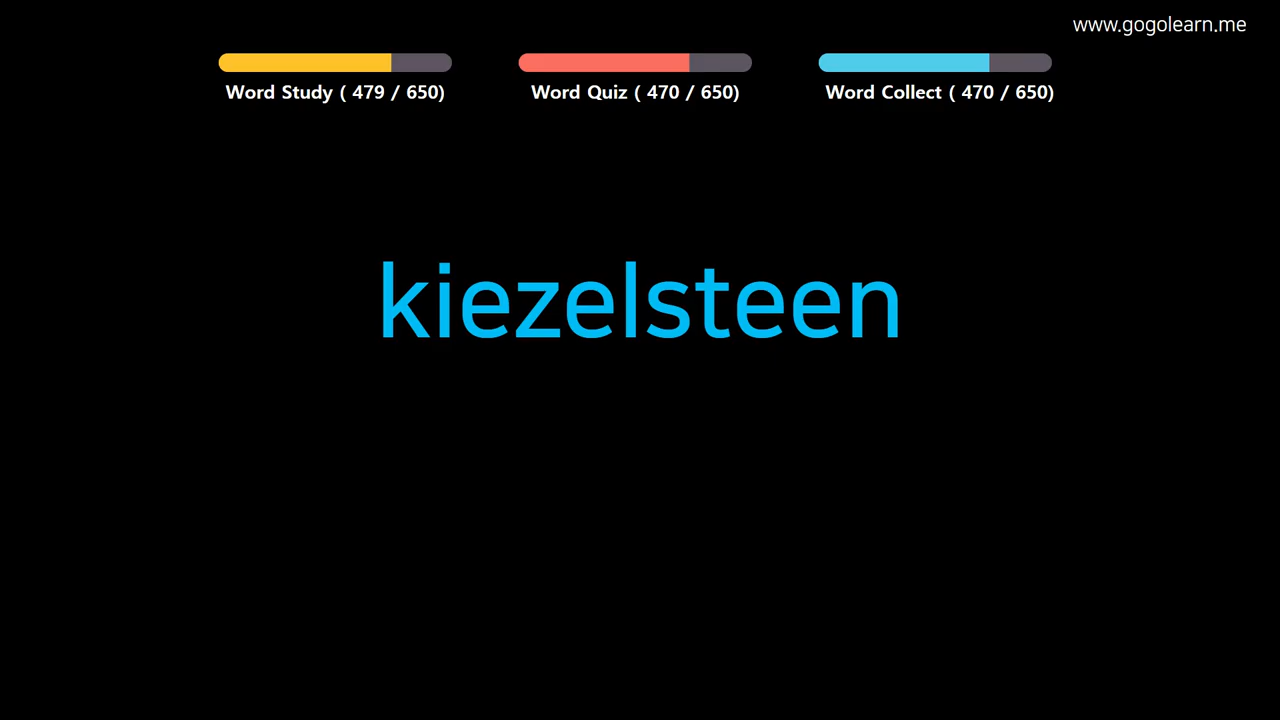 www.gogolearn.me
Word Study ( 479 / 650)
Word Quiz ( 470 / 650)
Word Collect ( 470 / 650)
kiezelsteen